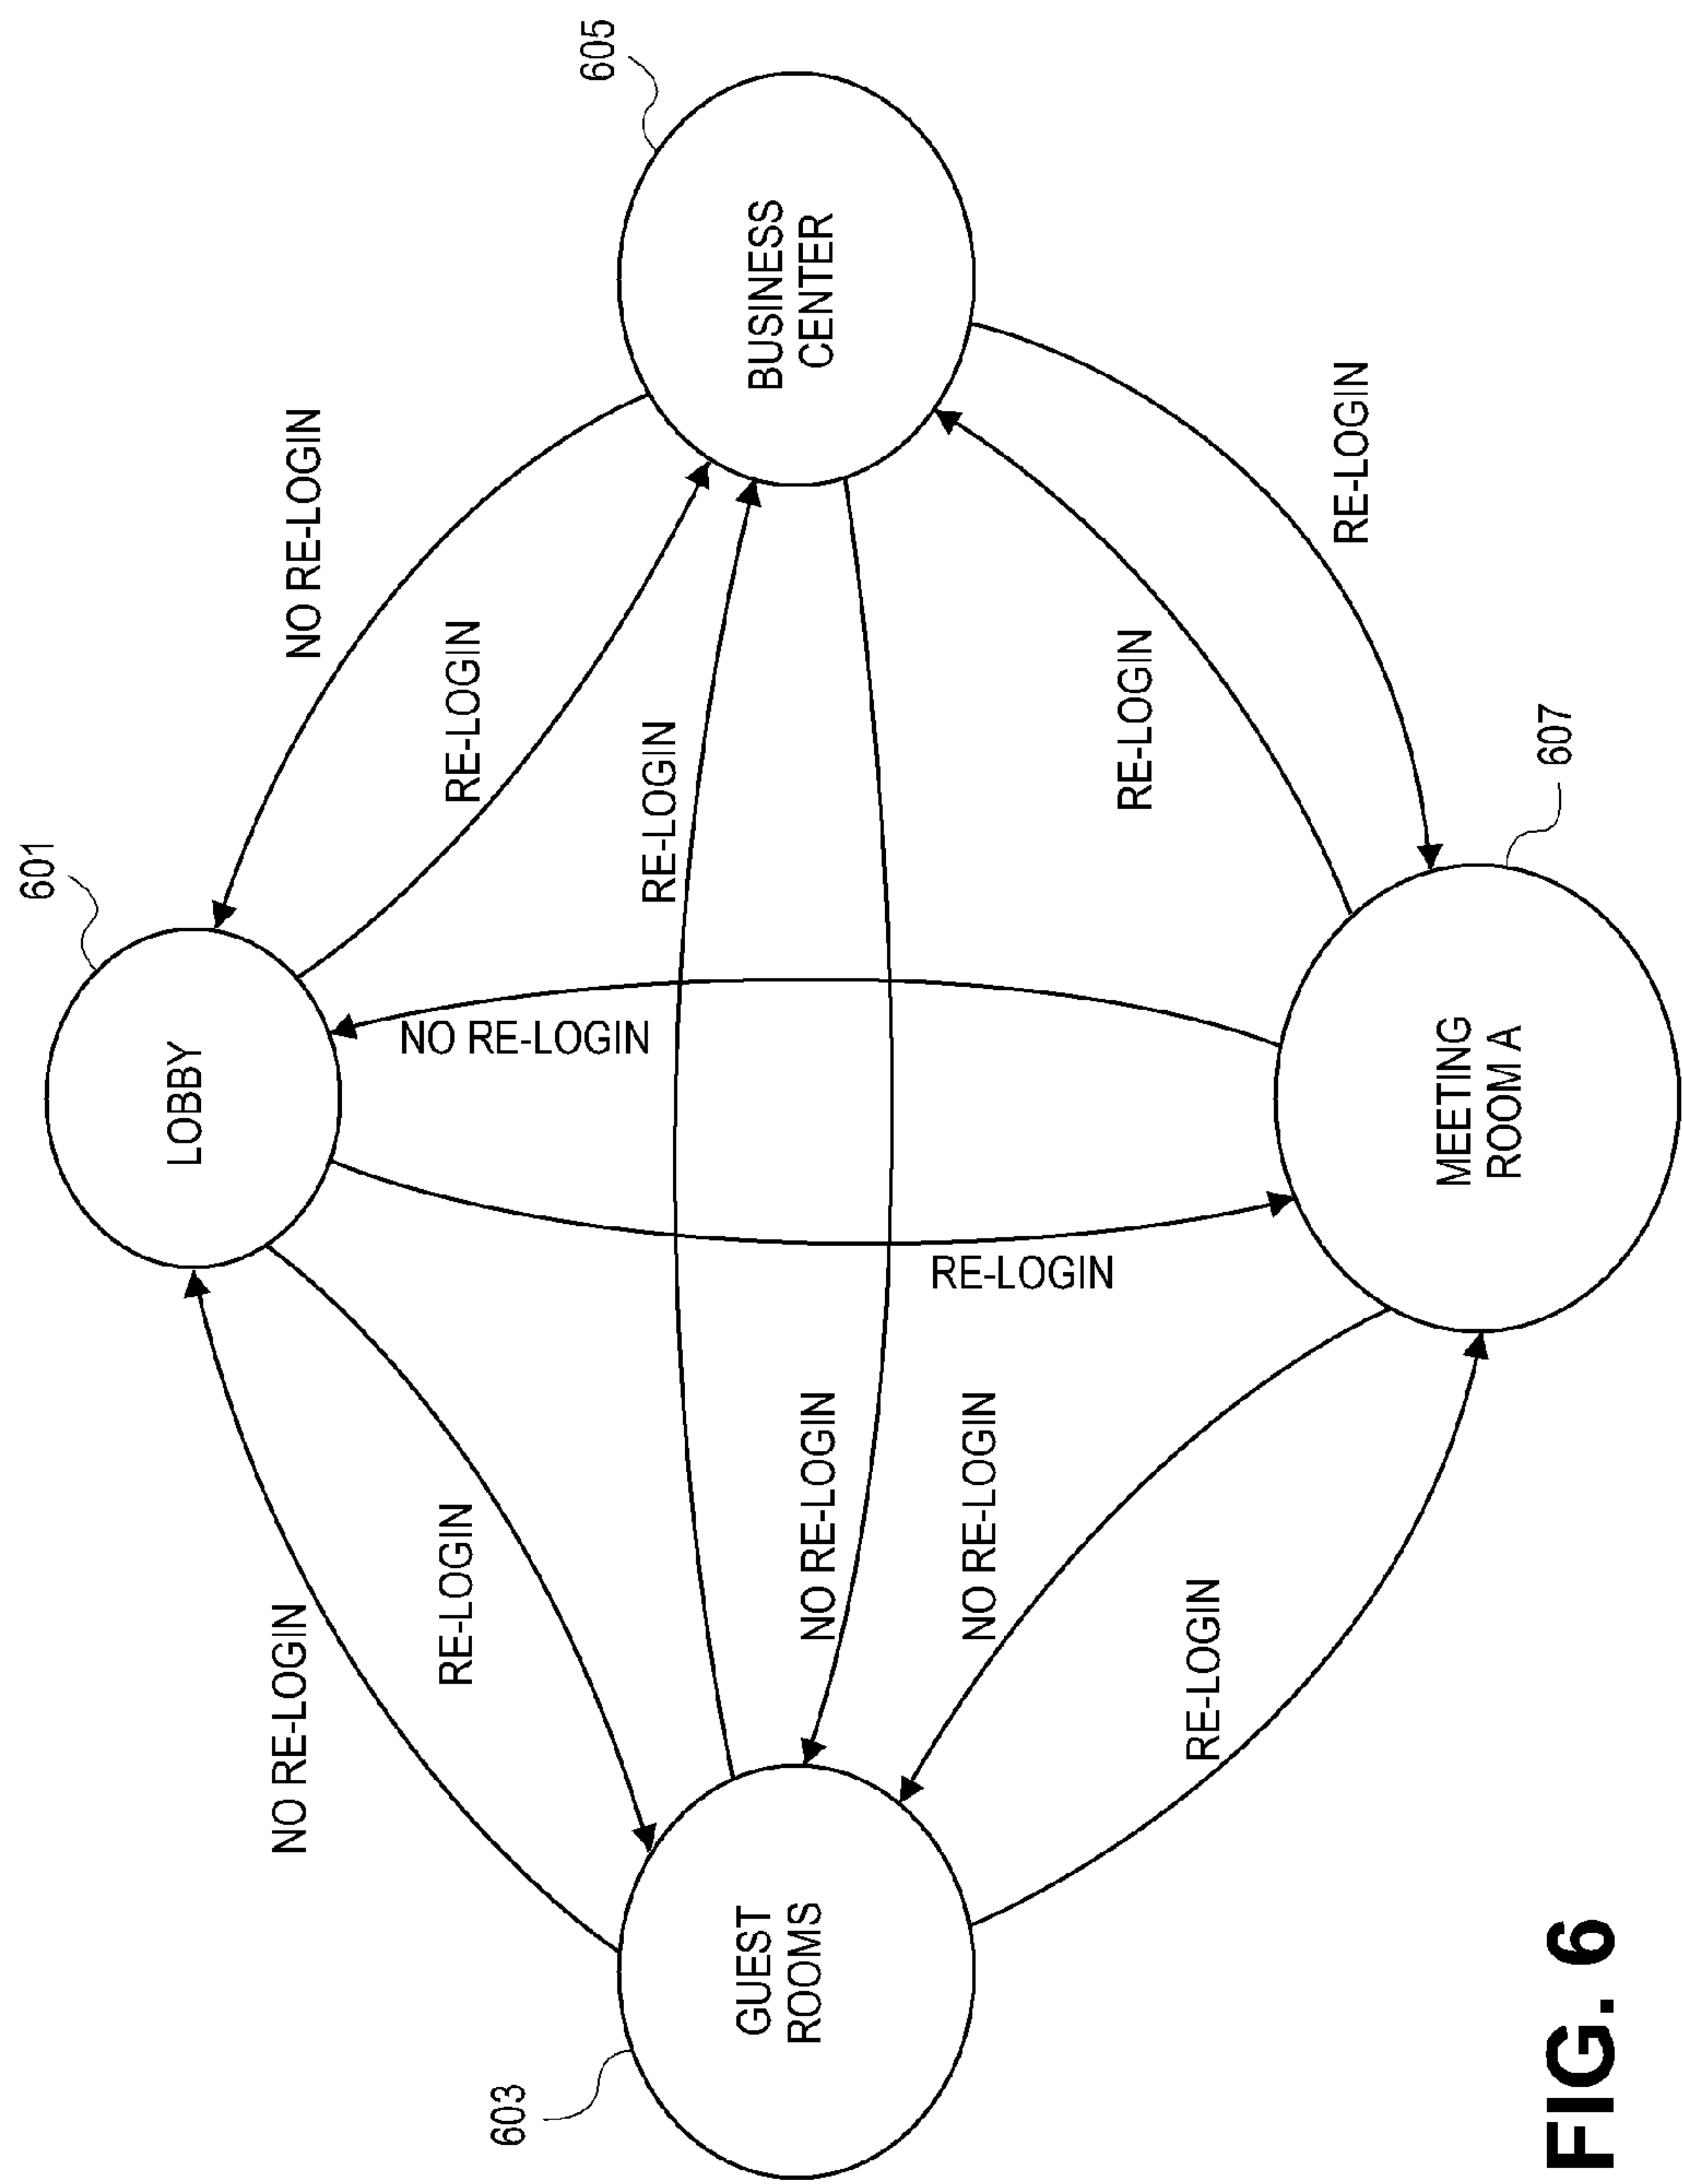 601
LOBBY
NO RE-LOGIN
RE-LOGIN
NO RE-LOGIN
RE-LOGIN
603
GUEST
ROOMS
RE-LOGIN
NO RE-LOGIN
NO RE-LOGIN
RE-LOGIN
605
BUSINESS
CENTER
NO RE-LOGIN
RE-LOGIN
RE-LOGIN
RE-LOGIN
MEETING
ROOM A
607
FIG. 6